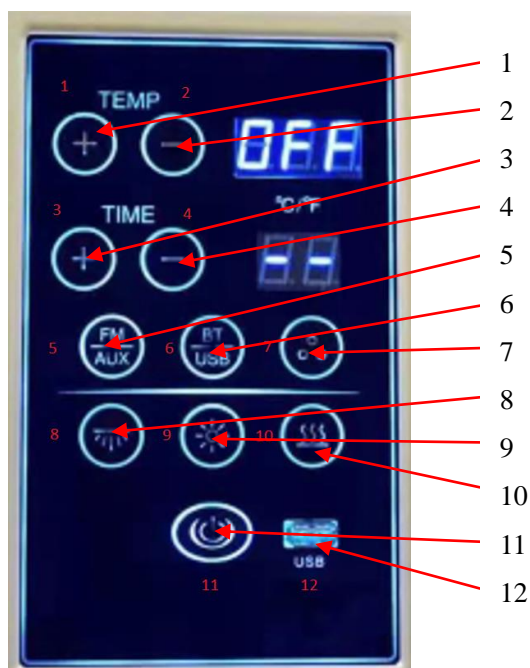 1 2 1
TEMP 2
+ - OFF 3
°C/°F
3 TIME 4 4
+ - -- 5
FM BT 6
5 AUX 6 USB 7 7
8
8 9 10 9
10
11
USB 12
11 12